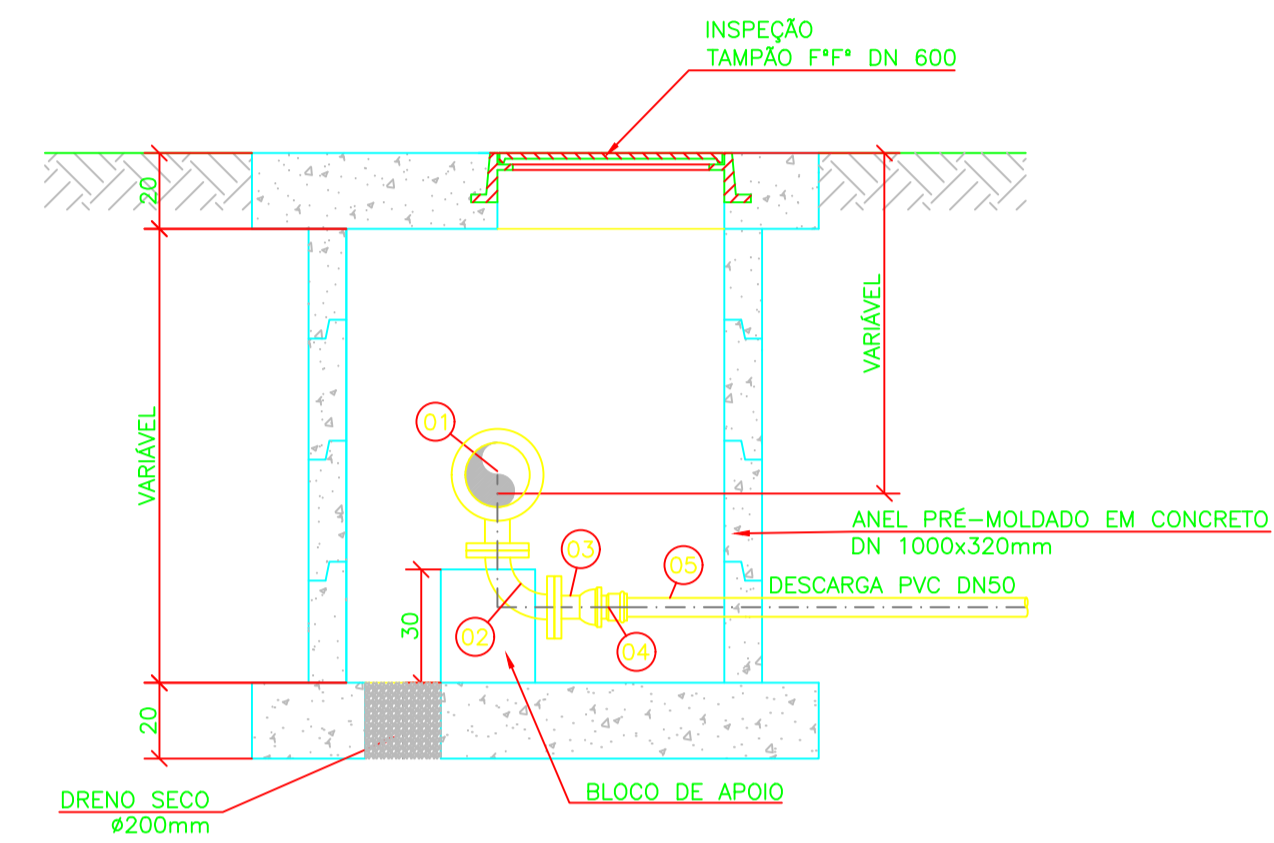 INSPEÇÃO
TAMPÃO F°F° DN 600
20
VARIÁVEL
VARIÁVEL
01
ANEL PRÉ-MOLDADO EM CONCRETO
DN 1000x320mm
03
05
DESCARGA PVC DN50
30
02
04
20
BLOCO DE APOIO
DRENO SECO
ø200mm